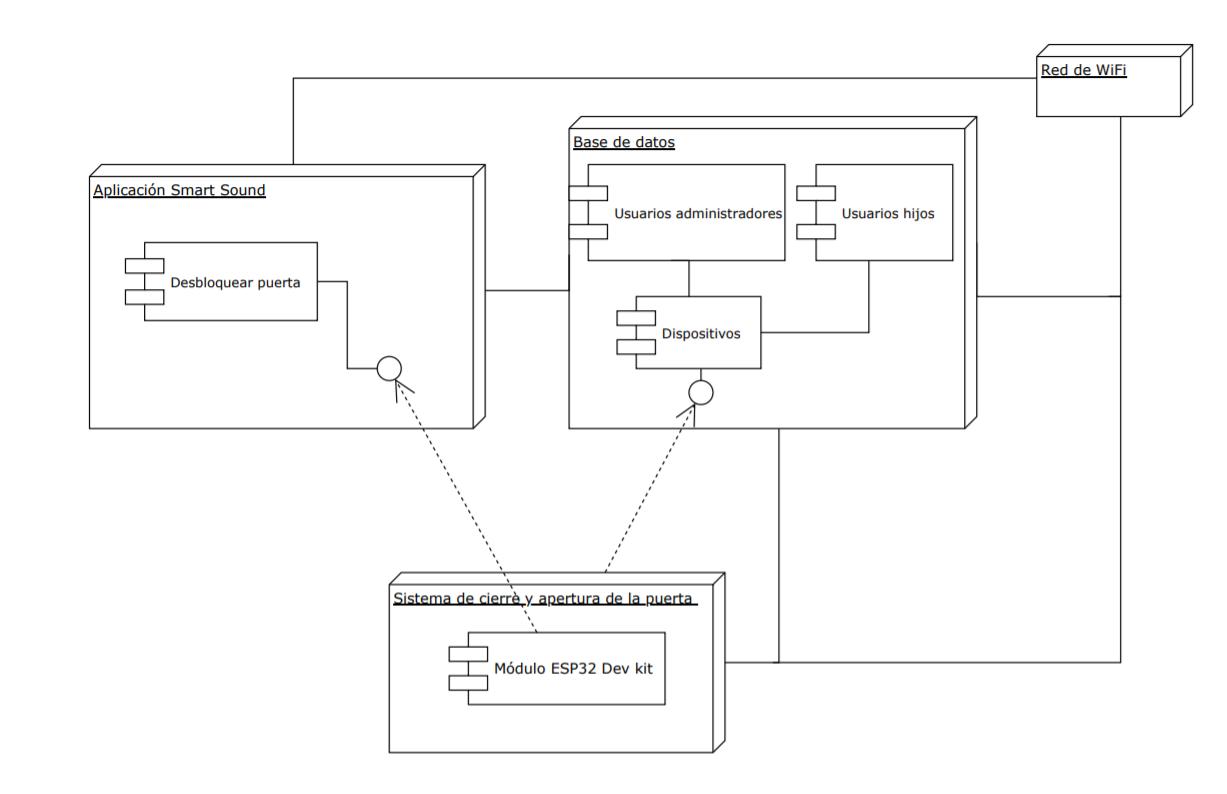 Red de WiFi
Base de datos
Aplicación Smart Sound
Usuarios administradores
Usuarios hijos
Desbloquear puerta
Dispositivos
Sistema de cierre y apertura de la puerta
Módulo ESP32 Dev kit